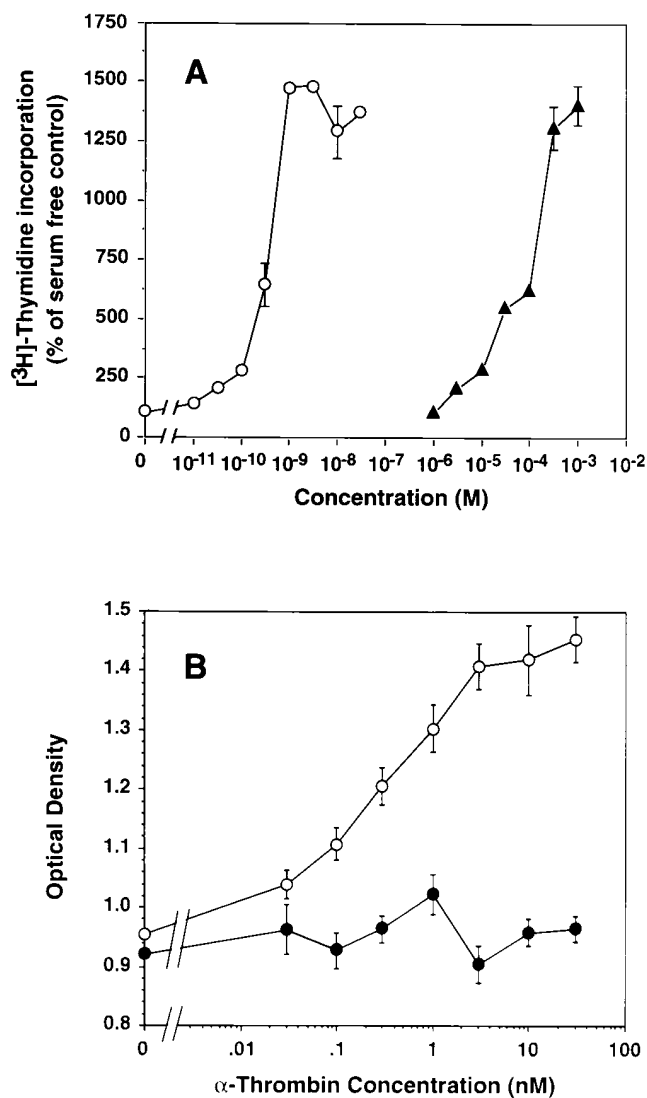 A
[³H]-Thymidine incorporation
(% of serum free control)
1750
1500
1250
1000
750
500
250
0
0 10⁻¹¹ 10⁻¹⁰ 10⁻⁹ 10⁻⁸ 10⁻⁷ 10⁻⁶ 10⁻⁵ 10⁻⁴ 10⁻³ 10⁻²
Concentration (M)
B
Optical Density
1.5
1.4
1.3
1.2
1.1
1.0
0.9
0.8
0 .01 .1 1 10 100
α-Thrombin Concentration (nM)